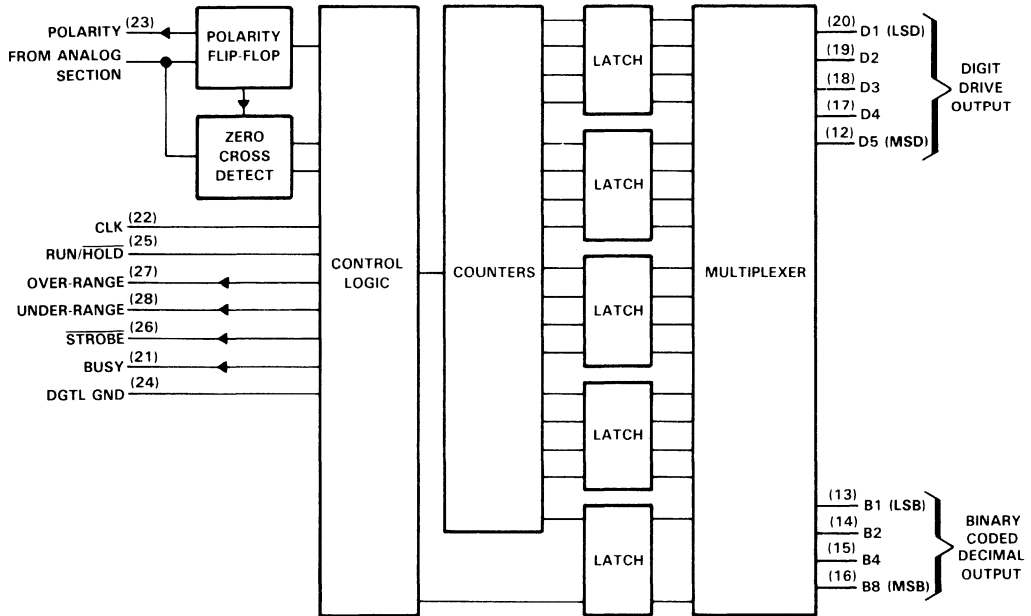 POLARITY (23)
FROM ANALOG
SECTION
POLARITY
FLIP-FLOP
ZERO
CROSS
DETECT
CLK (22)
RUN/HOLD (25)
OVER-RANGE (27)
UNDER-RANGE (28)
STROBE (26)
BUSY (21)
DGTL GND (24)
CONTROL
LOGIC
COUNTERS
LATCH
LATCH
LATCH
LATCH
LATCH
MULTIPLEXER
(20) D1 (LSD)
(19) D2
(18) D3
(17) D4
(12) D5 (MSD)
DIGIT
DRIVE
OUTPUT
(13) B1 (LSB)
(14) B2
(15) B4
(16) B8 (MSB)
BINARY
CODED
DECIMAL
OUTPUT